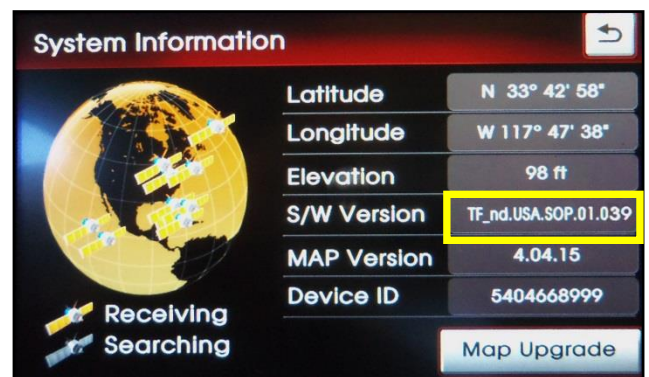 System Information
Latitude N 33° 42' 58"
Longitude W 117° 47' 38"
Elevation 98 ft
S/W Version TF_nd.USA.SOP.01.039
MAP Version 4.04.15
Device ID 5404668999
Receiving
Searching
Map Upgrade